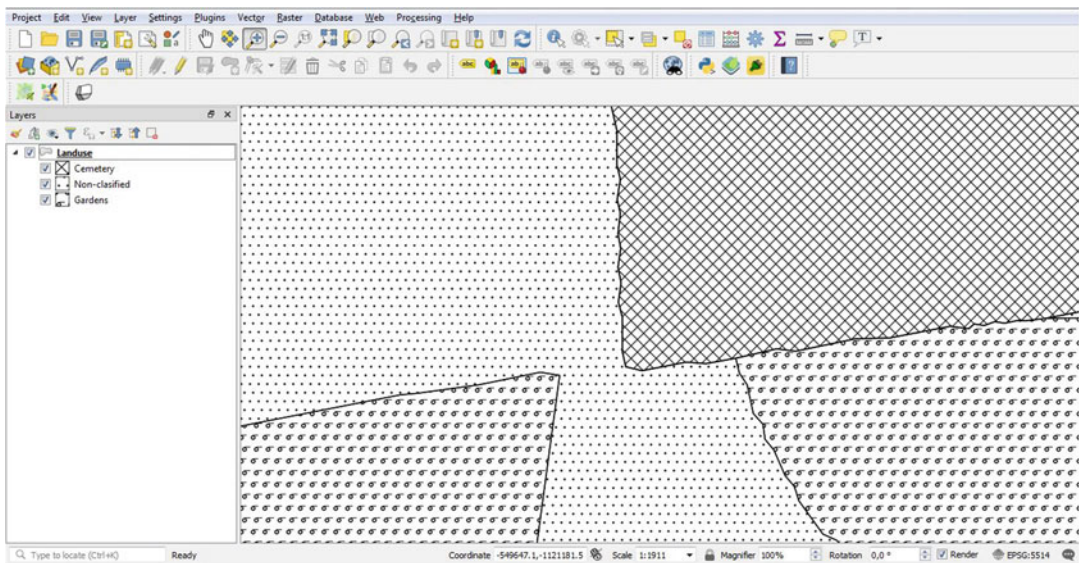 Project Edit View Layer Settings Plugins Vector Raster Database Web Processing Help
Layers
Landuse
Cemetery
Non-clasified
Gardens
Type to locate (Ctrl+K) Ready Coordinate -549647.1,-1121181.5 Scale 1:1911 Magnifier 100% Rotation 0,0 ° Render EPSG:5514